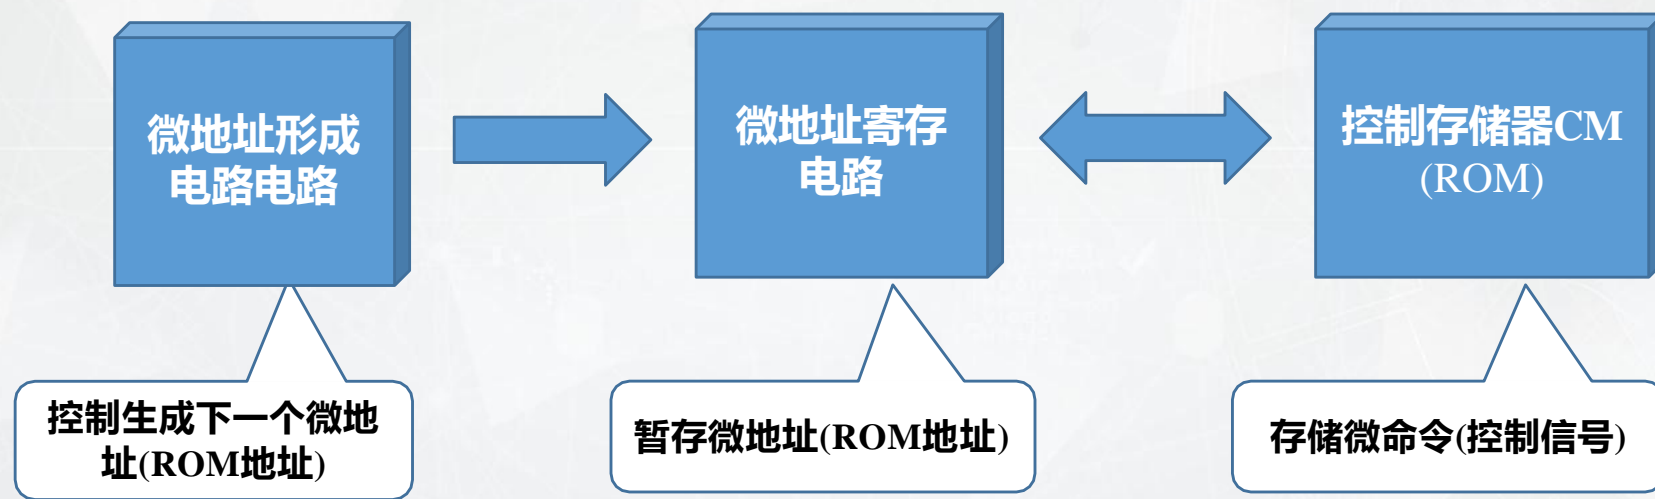 微地址形成
电路电路
微地址寄存
电路
控制存储器CM
(ROM)
控制生成下一个微地
址(ROM地址)
暂存微地址(ROM地址)
存储微命令(控制信号)